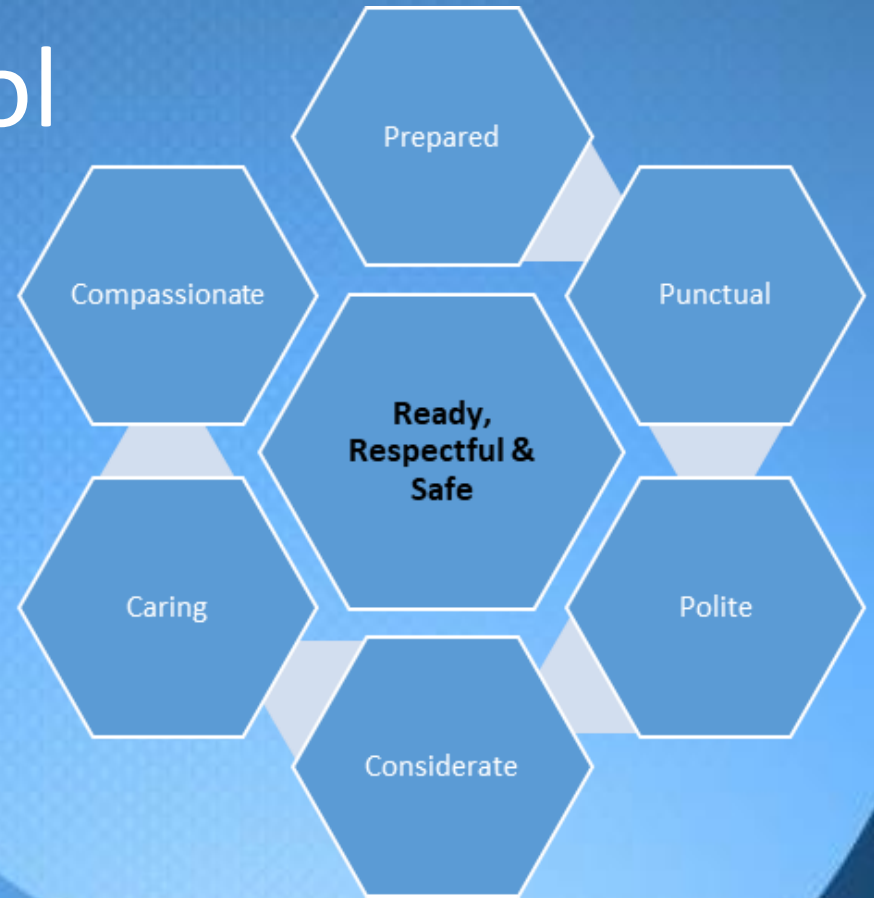 ol
Prepared
Punctual
Polite
Considerate
Caring
Compassionate
Ready,
Respectful &
Safe